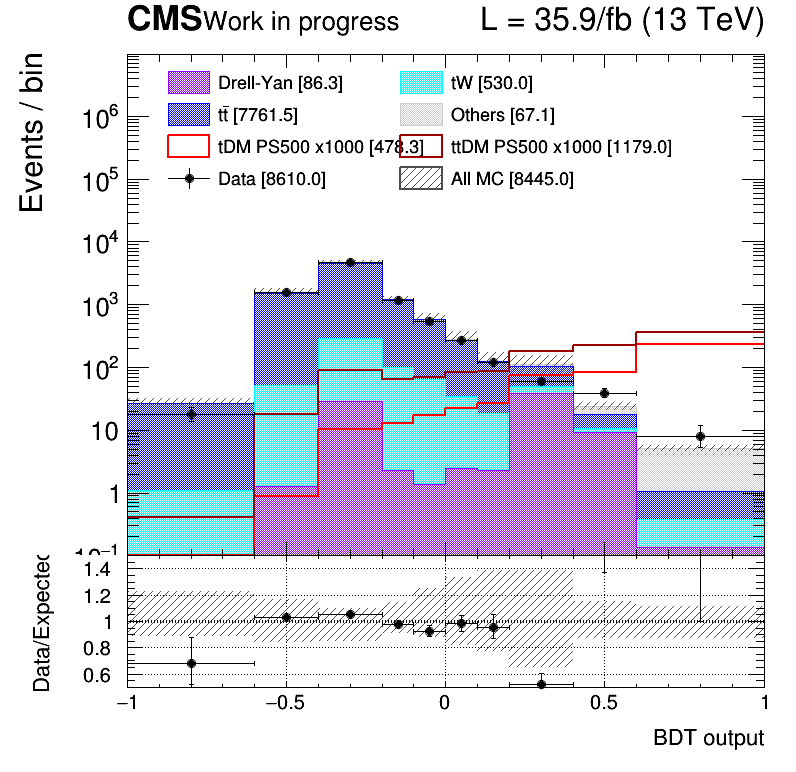 CMS Work in progress L = 35.9/fb (13 TeV)
Events / bin
Drell-Yan [86.3] tW [530.0]
tt̄ [7761.5] Others [67.1]
tDM PS500 x1000 [478.3] ttDM PS500 x1000 [1179.0]
Data [8610.0] All MC [8445.0]
10⁶
10⁵
10⁴
10³
10²
10
1
10⁻¹
Data/Expected
1.4
1.2
1
0.8
0.6
−1 −0.5 0 0.5 1
BDT output